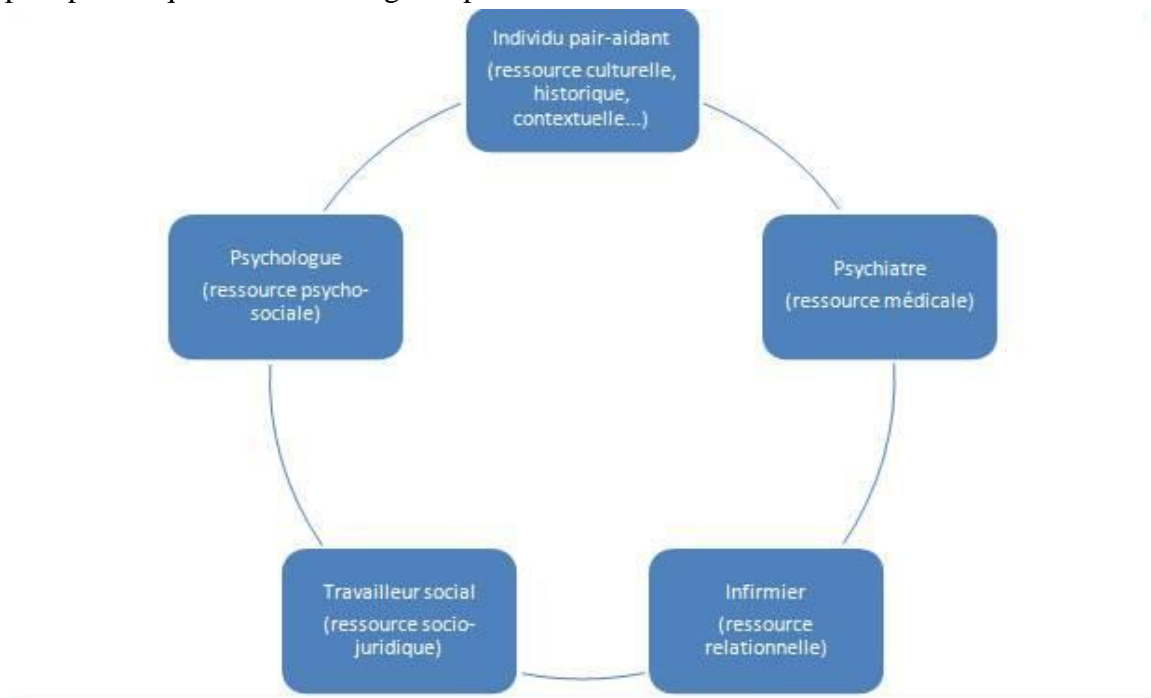 Individu pair-aidant
(ressource culturelle,
historique,
contextuelle...)
Psychologue
(ressource psycho-
sociale)
Psychiatre
(ressource médicale)
Travailleur social
(ressource socio-
juridique)
Infirmier
(ressource
relationnelle)